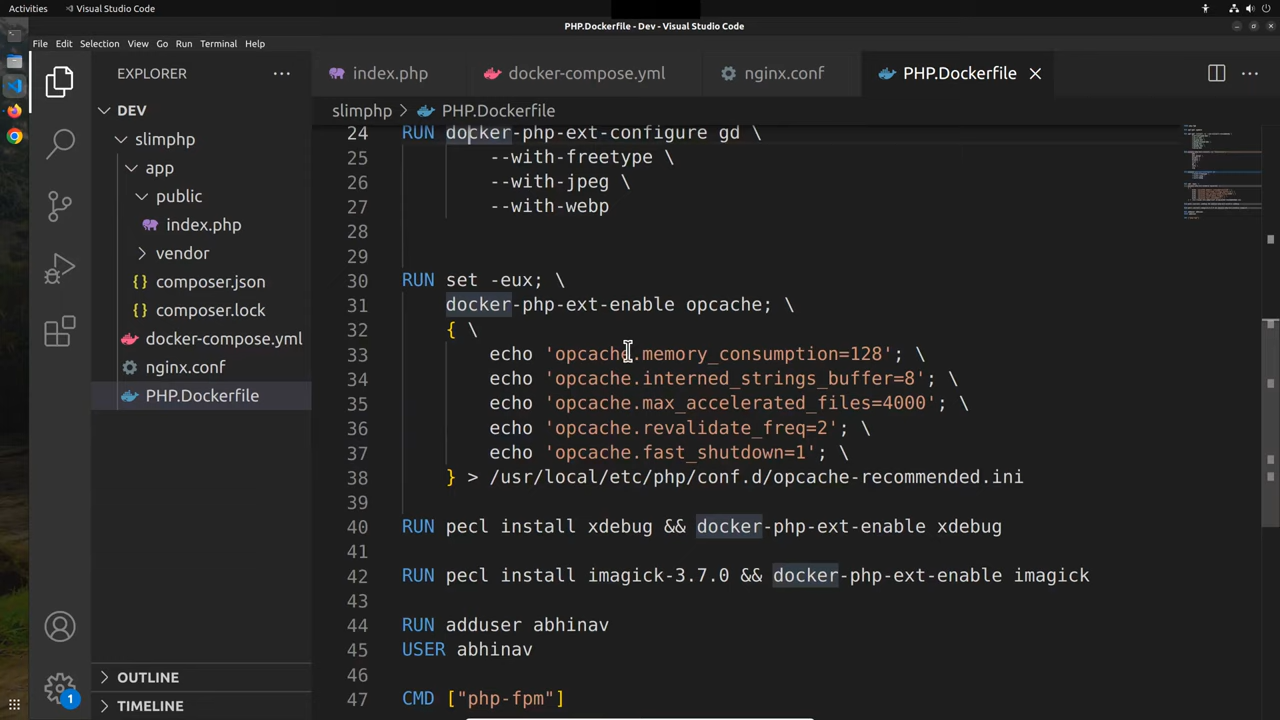 Activities
Visual Studio Code
PHP.Dockerfile - Dev - Visual Studio Code
File Edit Selection View Go Run Terminal Help
EXPLORER
index.php
docker-compose.yml
nginx.conf
PHP.Dockerfile
DEV
slimphp
app
public
index.php
vendor
composer.json
composer.lock
docker-compose.yml
nginx.conf
PHP.Dockerfile
OUTLINE
TIMELINE
1
slimphp > PHP.Dockerfile
24 RUN docker-php-ext-configure gd \
25 --with-freetype \
26 --with-jpeg \
27 --with-webp
28
29
30 RUN set -eux; \
31 docker-php-ext-enable opcache; \
32 { \
33 echo 'opcache.memory_consumption=128'; \
34 echo 'opcache.interned_strings_buffer=8'; \
35 echo 'opcache.max_accelerated_files=4000'; \
36 echo 'opcache.revalidate_freq=2'; \
37 echo 'opcache.fast_shutdown=1'; \
38 } > /usr/local/etc/php/conf.d/opcache-recommended.ini
39
40 RUN pecl install xdebug && docker-php-ext-enable xdebug
41
42 RUN pecl install imagick-3.7.0 && docker-php-ext-enable imagick
43
44 RUN adduser abhinav
45 USER abhinav
46
47 CMD ["php-fpm"]